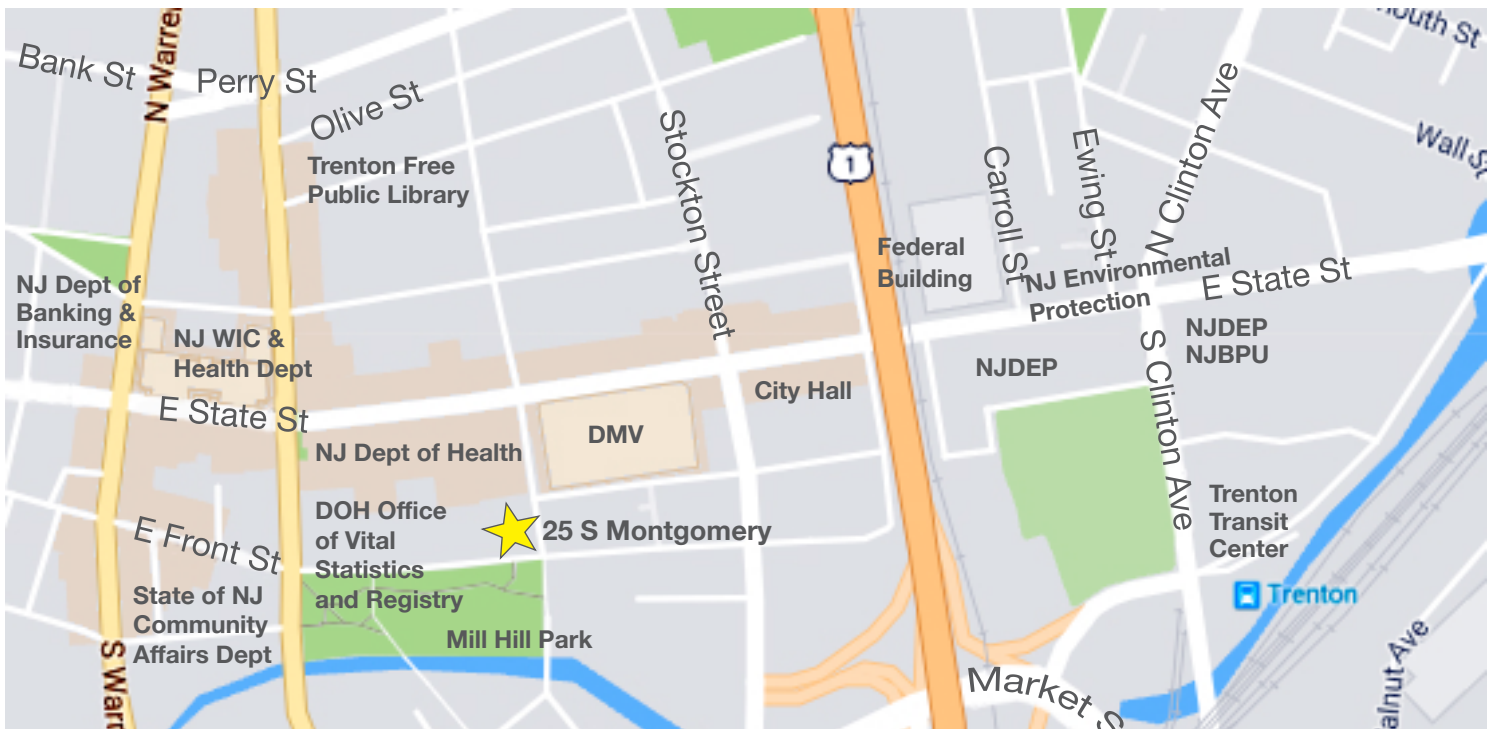 Bank St
N Warre
Perry St
Olive St
Trenton Free
Public Library
Stockton Street
1
Carroll St
Ewing St
N Clinton Ave
outh St
Wall S
Federal
Building
NJ Environmental
Protection
E State St
NJ Dept of
Banking &
Insurance
NJ WIC &
Health Dept
E State St
City Hall
NJDEP
S Clinton Ave
NJDEP
NJBPU
NJ Dept of Health
DMV
DOH Office
of Vital
Statistics
and Registry
25 S Montgomery
E Front St
Trenton
Transit
Center
State of NJ
Community
Affairs Dept
Mill Hill Park
Trenton
S Warr
Market S
alnut Ave